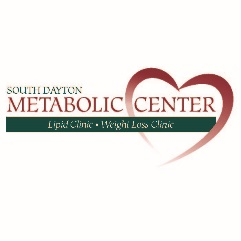 SOUTH DAYTON
METABOLIC CENTER
Lipid Clinic • Weight Loss Clinic